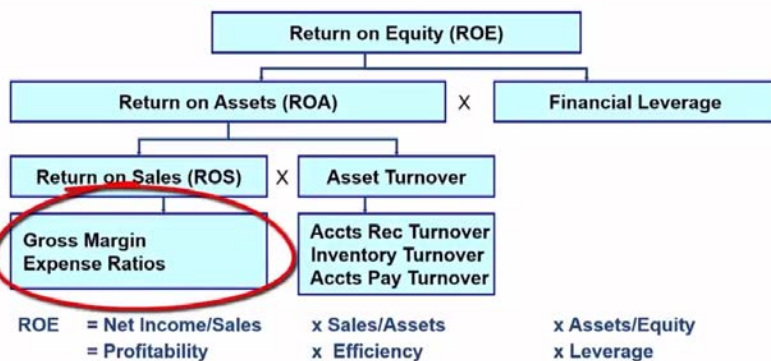 Return on Equity (ROE)
Return on Assets (ROA) X Financial Leverage
Return on Sales (ROS) X Asset Turnover
Gross Margin
Expense Ratios
Accts Rec Turnover
Inventory Turnover
Accts Pay Turnover
ROE = Net Income/Sales x Sales/Assets x Assets/Equity
= Profitability x Efficiency x Leverage